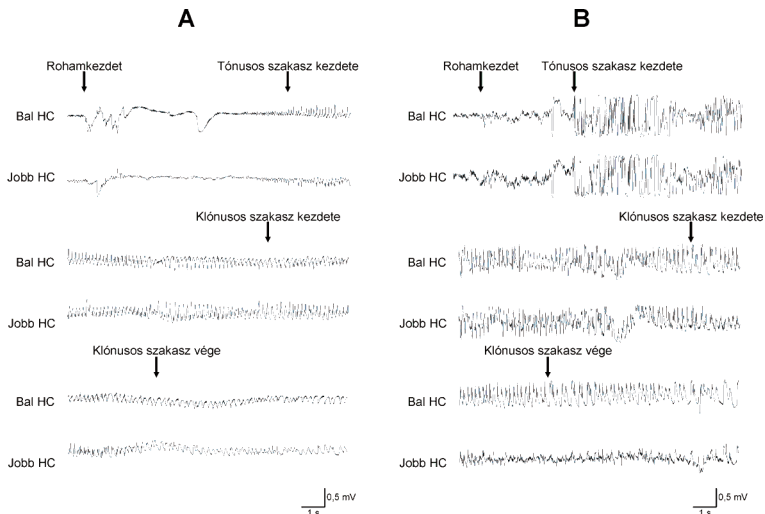 A
Rohamkezdet
Tónusos szakasz kezdete
Bal HC
Jobb HC
Klónusos szakasz kezdete
Bal HC
Jobb HC
Klónusos szakasz vége
Bal HC
Jobb HC
0,5 mV
1 s
B
Rohamkezdet
Tónusos szakasz kezdete
Bal HC
Jobb HC
Klónusos szakasz kezdete
Bal HC
Jobb HC
Klónusos szakasz vége
Bal HC
Jobb HC
0,5 mV
1 s